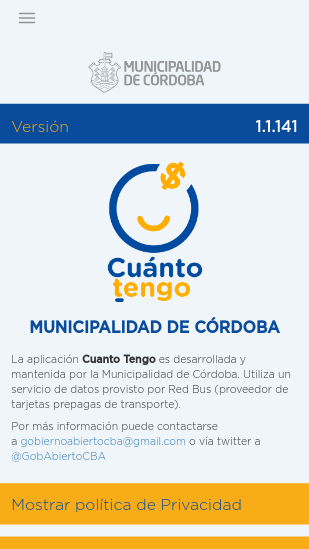 MUNICIPALIDAD
DE CÓRDOBA
Versión 1.1.141
$
Cuánto
tengo
MUNICIPALIDAD DE CÓRDOBA
La aplicación Cuanto Tengo es desarrollada y
mantenida por la Municipalidad de Córdoba. Utiliza un
servicio de datos provisto por Red Bus (proveedor de
tarjetas prepagas de transporte).
Por más información puede contactarse
a gobiernoabiertocba@gmail.com o vía twitter a
@GobAbiertoCBA
Mostrar política de Privacidad